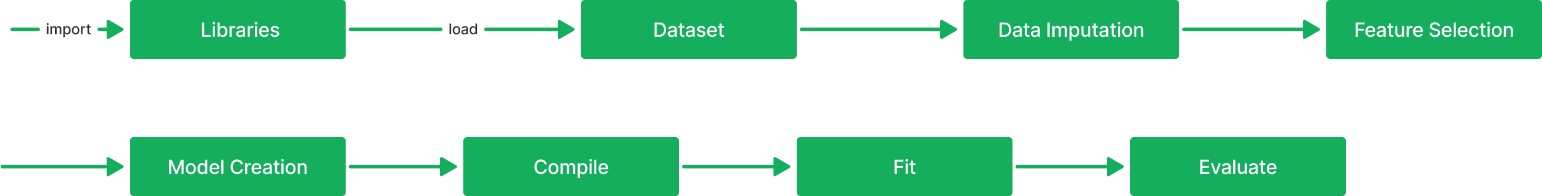 import
Libraries
load
Dataset
Data Imputation
Feature Selection
Model Creation
Compile
Fit
Evaluate